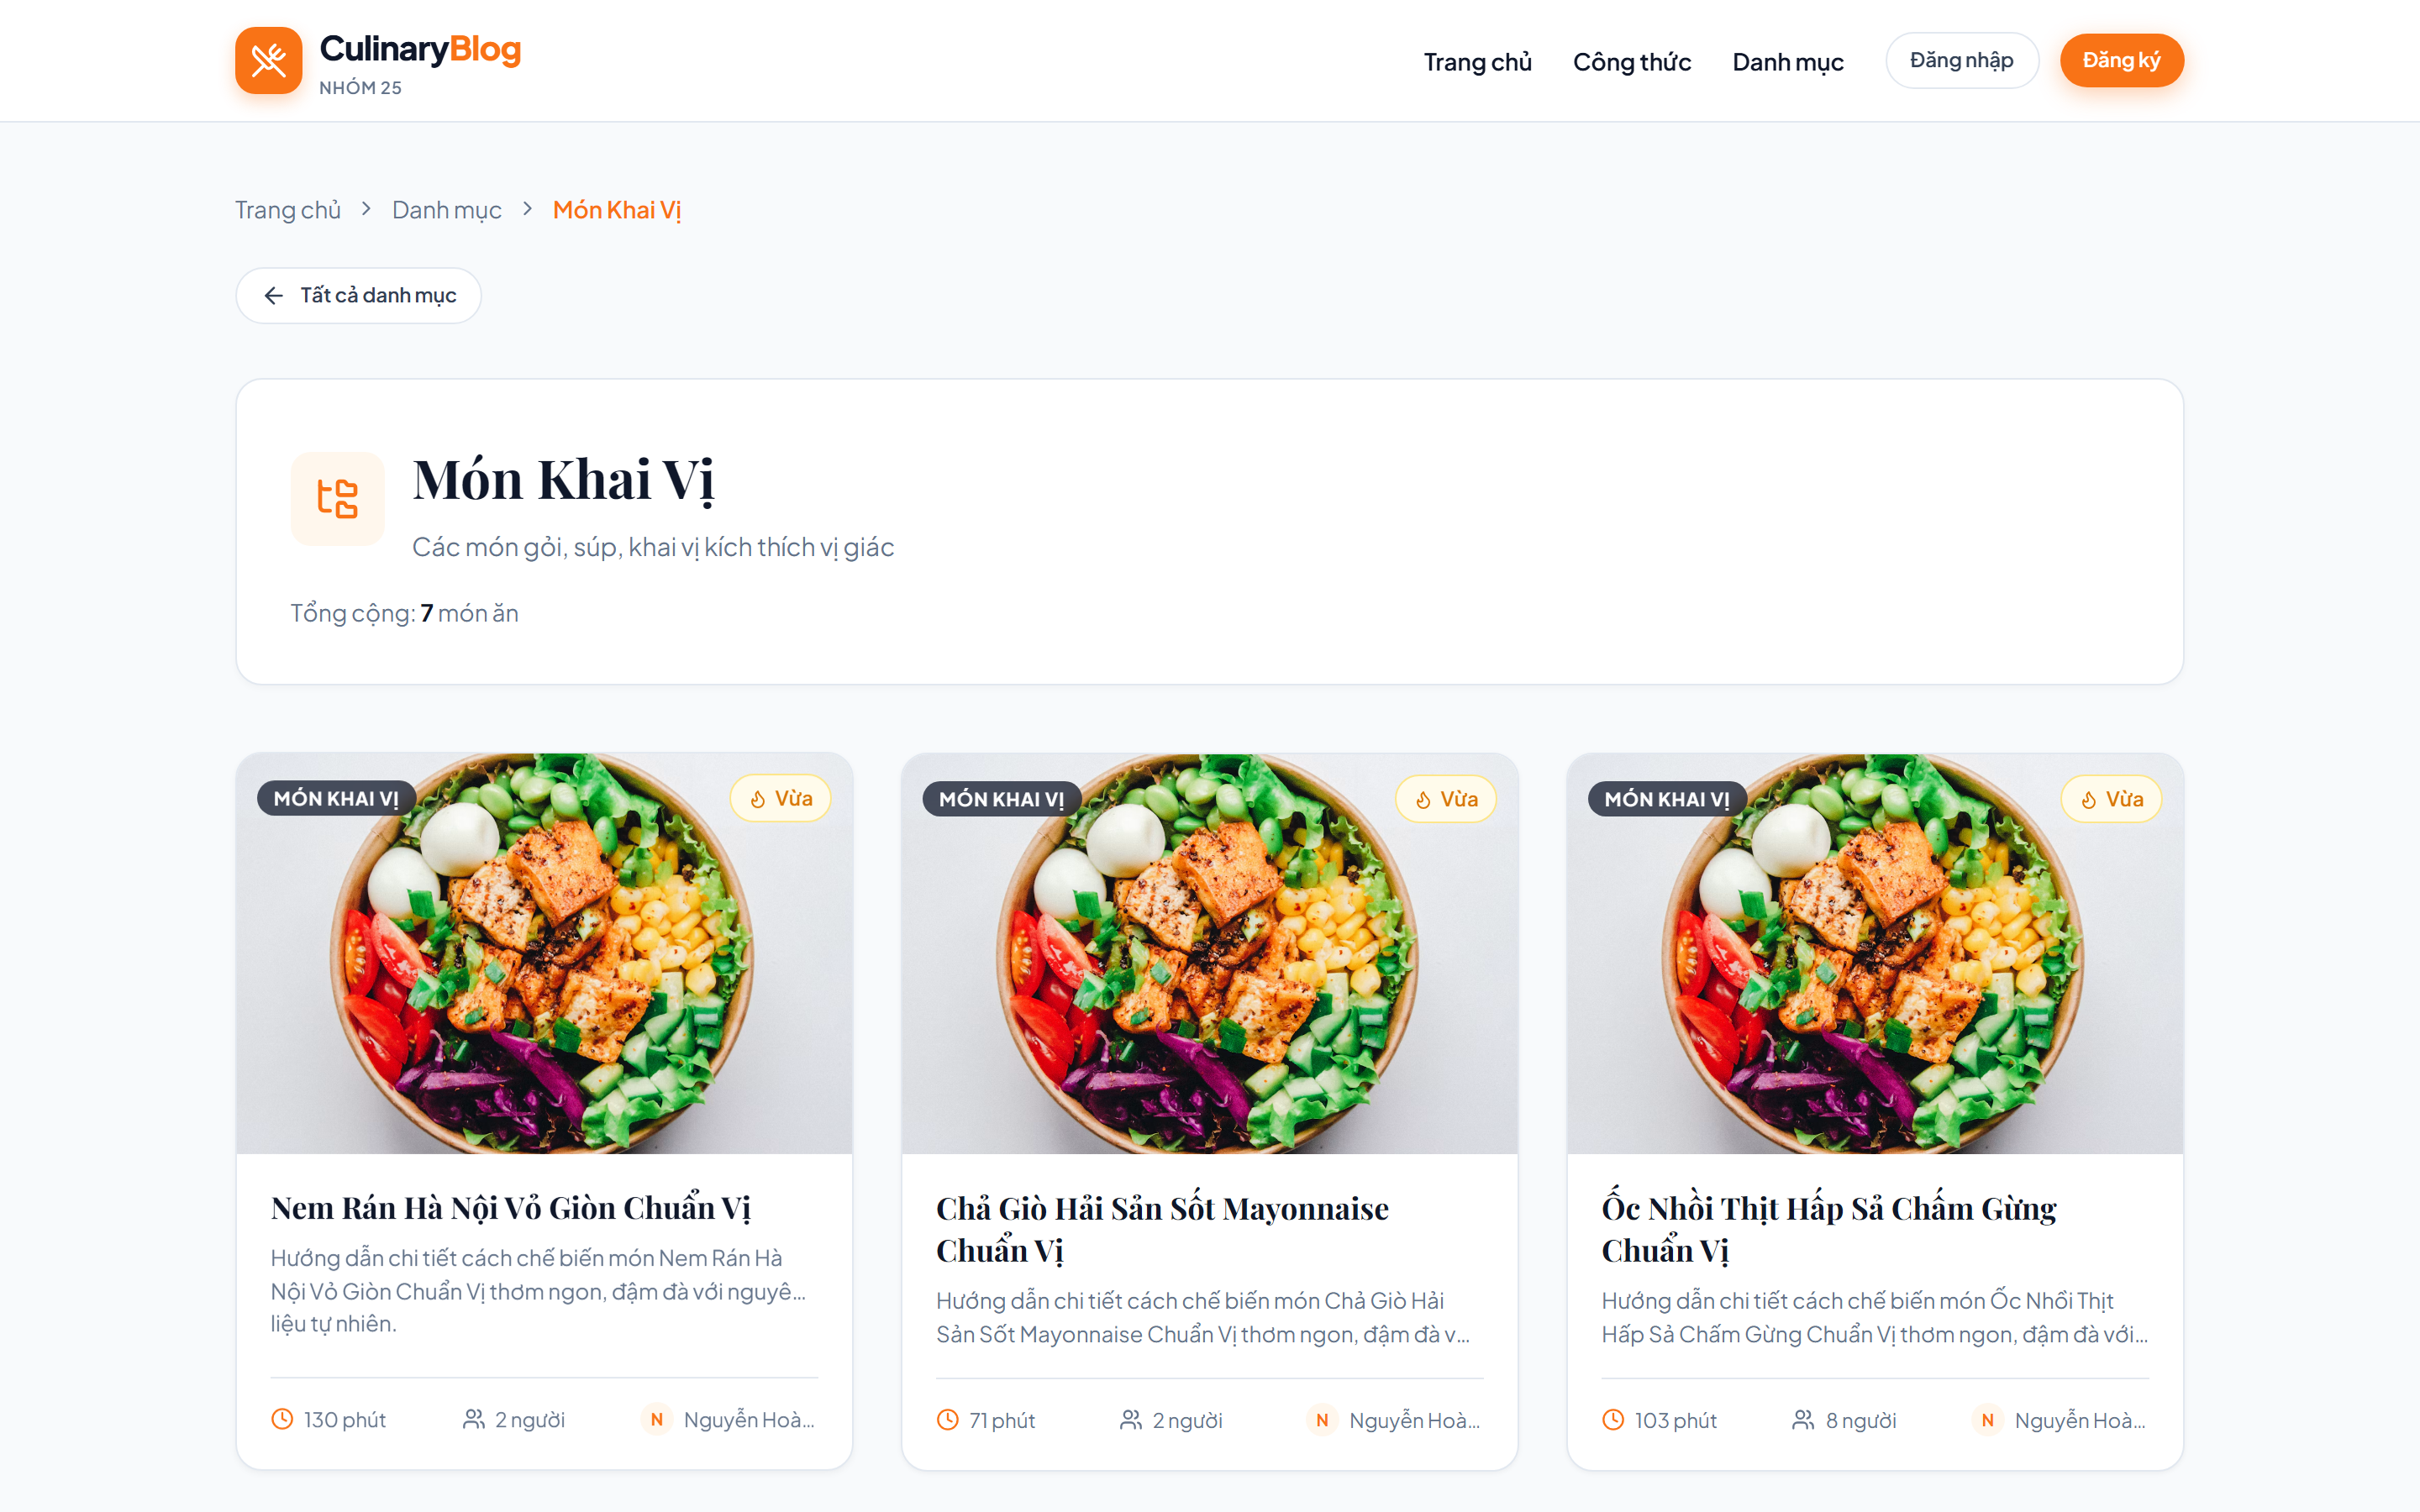 CulinaryBlog
NHÓM 25
Trang chủ
Công thức
Danh mục
Đăng nhập
Đăng ký
Trang chủ > Danh mục > Món Khai Vị
Tất cả danh mục
Món Khai Vị
Các món gỏi, súp, khai vị kích thích vị giác
Tổng cộng: 7 món ăn
MÓN KHAI VỊ
Vừa
Nem Rán Hà Nội Vỏ Giòn Chuẩn Vị
Hướng dẫn chi tiết cách chế biến món Nem Rán Hà
Nội Vỏ Giòn Chuẩn Vị thơm ngon, đậm đà với nguyê...
liệu tự nhiên.
130 phút
2 người
N
Nguyễn Hoà...
MÓN KHAI VỊ
Vừa
Chả Giò Hải Sản Sốt Mayonnaise
Chuẩn Vị
Hướng dẫn chi tiết cách chế biến món Chả Giò Hải
Sản Sốt Mayonnaise Chuẩn Vị thơm ngon, đậm đà v...
71 phút
2 người
N
Nguyễn Hoà...
MÓN KHAI VỊ
Vừa
Ốc Nhồi Thịt Hấp Sả Chấm Gừng
Chuẩn Vị
Hướng dẫn chi tiết cách chế biến món Ốc Nhồi Thịt
Hấp Sả Chấm Gừng Chuẩn Vị thơm ngon, đậm đà với...
103 phút
8 người
N
Nguyễn Hoà...